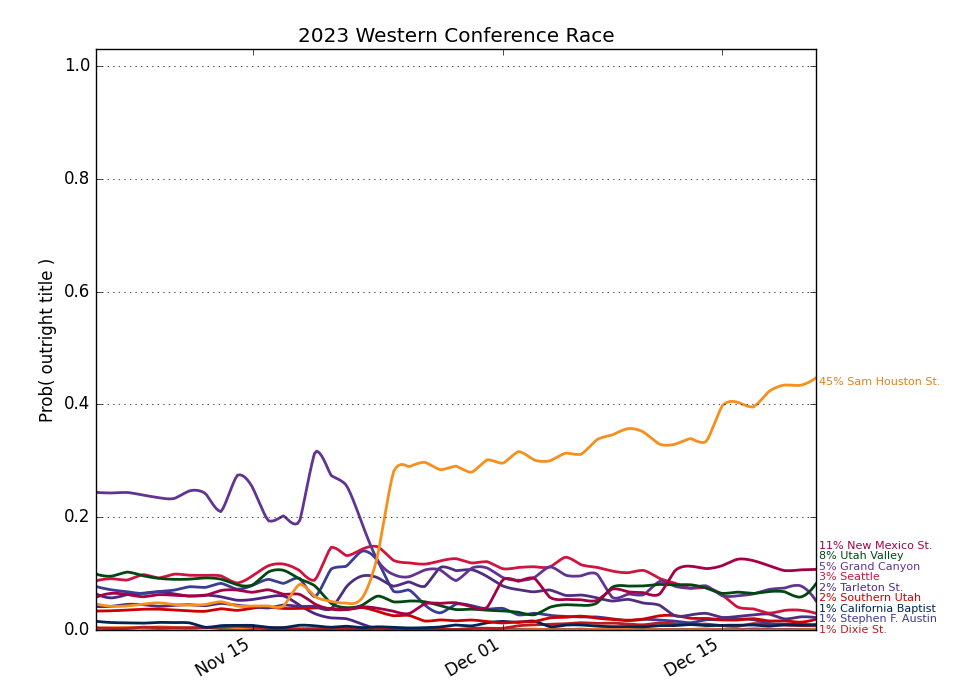 2023 Western Conference Race
Prob( outright title )
1.0
0.8
0.6
0.4
0.2
0.0
Nov 15
Dec 01
Dec 15
45% Sam Houston St.
11% New Mexico St.
8% Utah Valley
5% Grand Canyon
3% Seattle
2% Tarleton St.
2% Southern Utah
1% California Baptist
1% Stephen F. Austin
1% Dixie St.